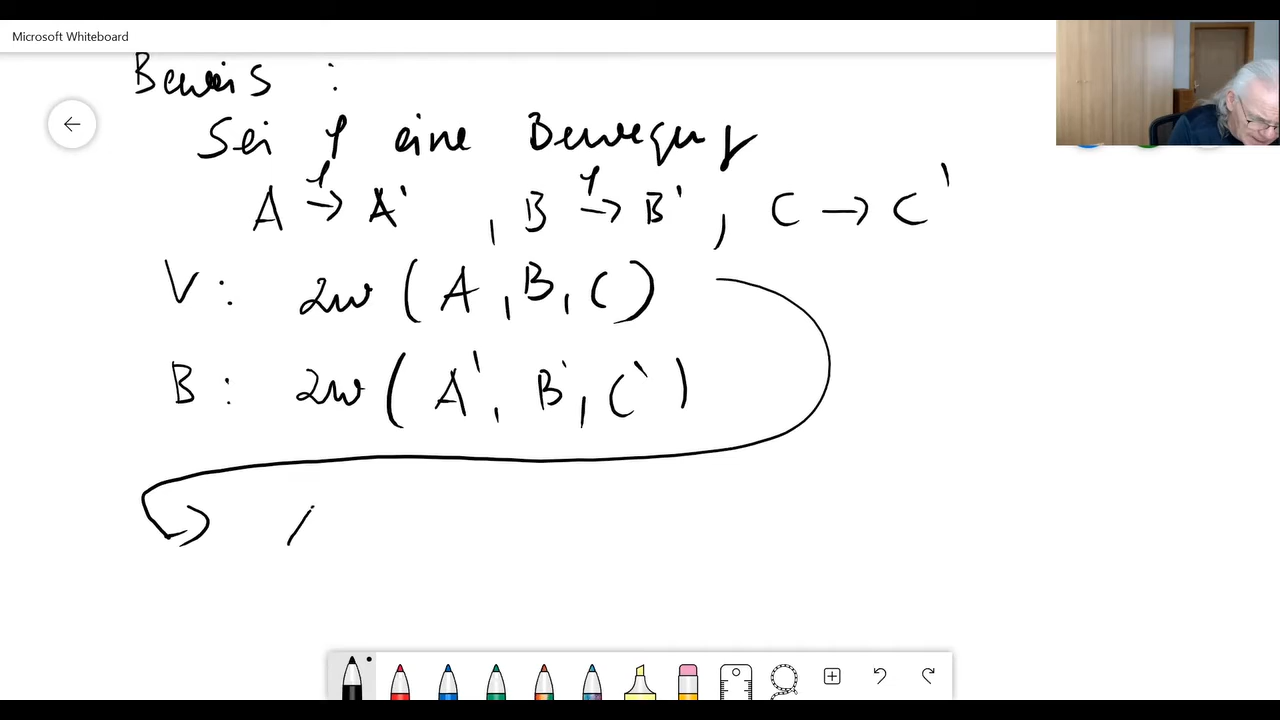 Microsoft Whiteboard
Beweis :
Sei φ eine Bewegung
A →φ A' , B →φ B' , C → C'
V : Zw ( A , B , C )
B : Zw ( A' , B' , C' )